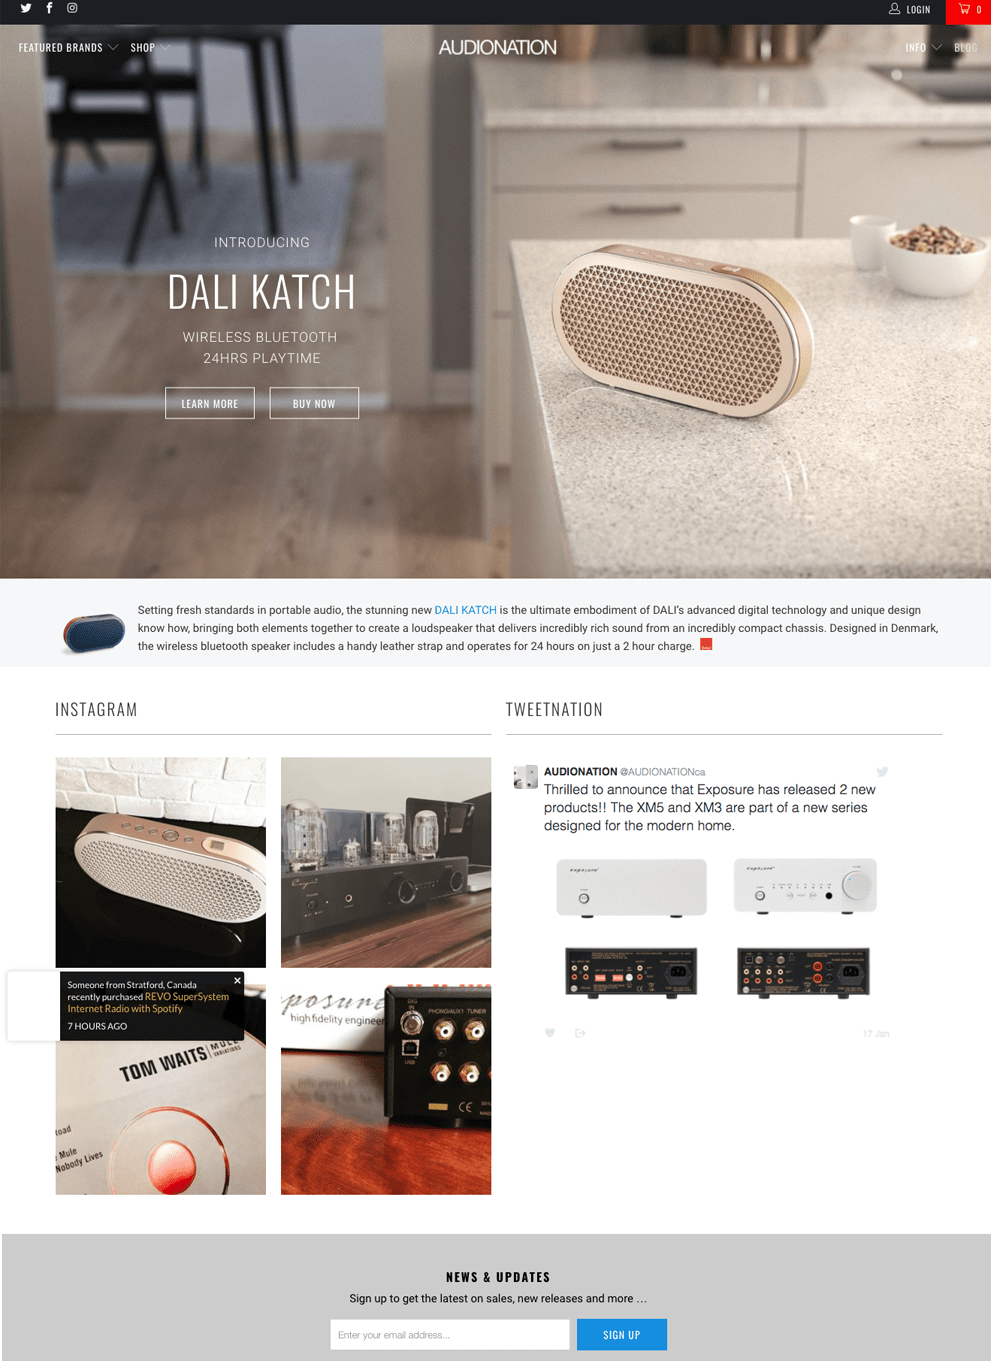 LOGIN
0
FEATURED BRANDS
SHOP
AUDIONATION
INFO
BLOG
INTRODUCING
DALI KATCH
WIRELESS BLUETOOTH
24HRS PLAYTIME
LEARN MORE
BUY NOW
Setting fresh standards in portable audio, the stunning new DALI KATCH is the ultimate embodiment of DALI's advanced digital technology and unique design
know how, bringing both elements together to create a loudspeaker that delivers incredibly rich sound from an incredibly compact chassis. Designed in Denmark,
the wireless bluetooth speaker includes a handy leather strap and operates for 24 hours on just a 2 hour charge.
INSTAGRAM
TWEETNATION
AUDIONATION @AUDIONATIONca
Thrilled to announce that Exposure has released 2 new
products!! The XM5 and XM3 are part of a new series
designed for the modern home.
exposure
exposure
17 Jan
Someone from Stratford, Canada
recently purchased REVO SuperSystem
Internet Radio with Spotify
7 HOURS AGO
TOM WAITS
MULE
VARIATIONS
road
Mule
Nobody Lives
posure
high fidelity engineer
DIG
IN
PHONO/AUX1
TUNER
USB
CE
NEWS & UPDATES
Sign up to get the latest on sales, new releases and more …
Enter your email address...
SIGN UP